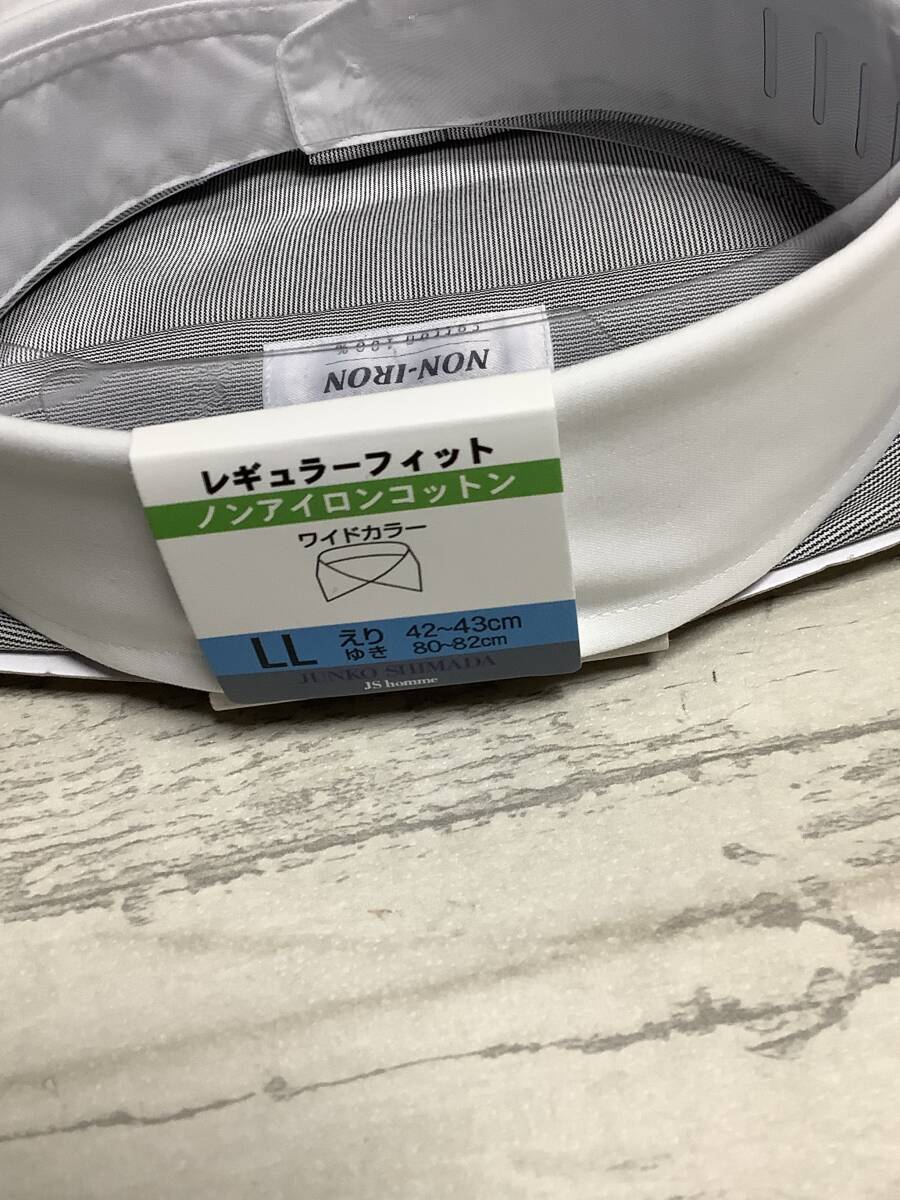 cotton 100%
NON-IRON
レギュラーフィット
ノンアイロンコットン
ワイドカラー
LL えり 42~43cm
ゆき 80~82cm
JUNKO SHIMADA
JS homme